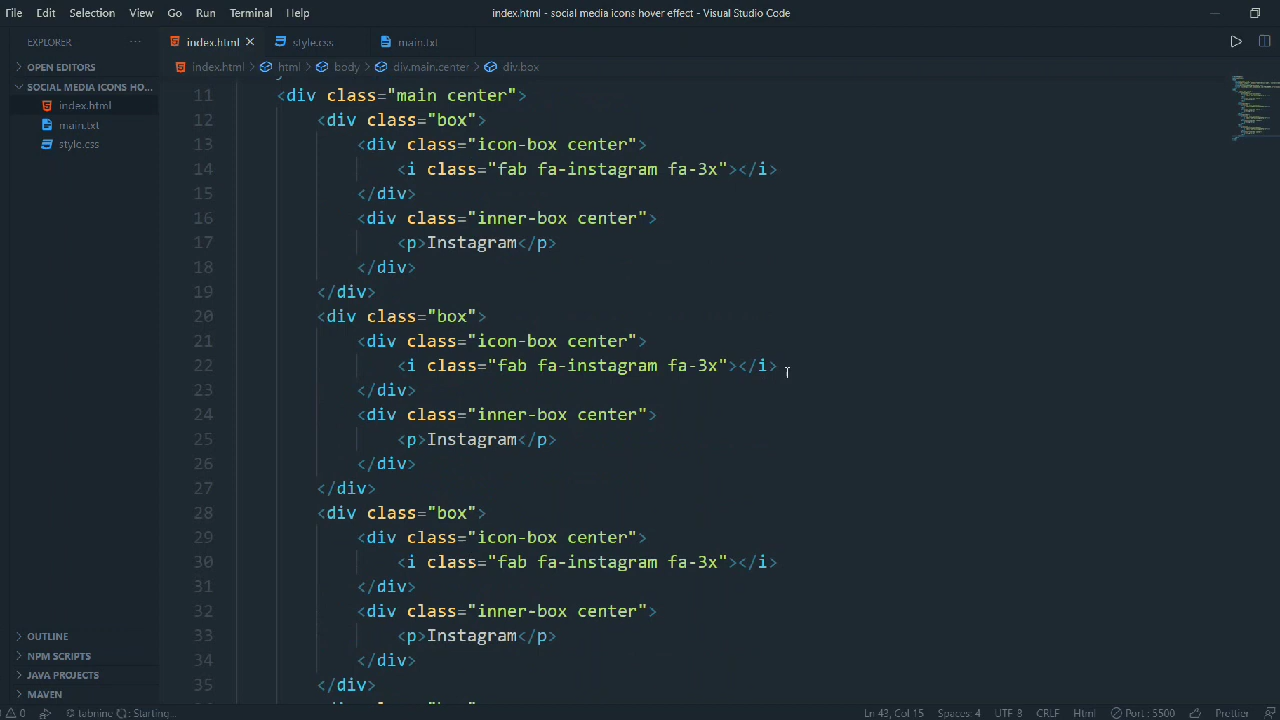 File Edit Selection View Go Run Terminal Help index.html - social media icons hover effect - Visual Studio Code
EXPLORER ... index.html style.css main.txt
OPEN EDITORS
index.html > html > body > div.main.center > div.box
SOCIAL MEDIA ICONS HO...
index.html
main.txt
style.css
11 <div class="main center">
12 <div class="box">
13 <div class="icon-box center">
14 <i class="fab fa-instagram fa-3x"></i>
15 </div>
16 <div class="inner-box center">
17 <p>Instagram</p>
18 </div>
19 </div>
20 <div class="box">
21 <div class="icon-box center">
22 <i class="fab fa-instagram fa-3x"></i>
23 </div>
24 <div class="inner-box center">
25 <p>Instagram</p>
26 </div>
27 </div>
28 <div class="box">
29 <div class="icon-box center">
30 <i class="fab fa-instagram fa-3x"></i>
31 </div>
32 <div class="inner-box center">
33 <p>Instagram</p>
34 </div>
35 </div>
OUTLINE
NPM SCRIPTS
JAVA PROJECTS
MAVEN
0 tabnine : Starting... Ln 43, Col 15 Spaces: 4 UTF-8 CRLF Html Port : 5500 Prettier